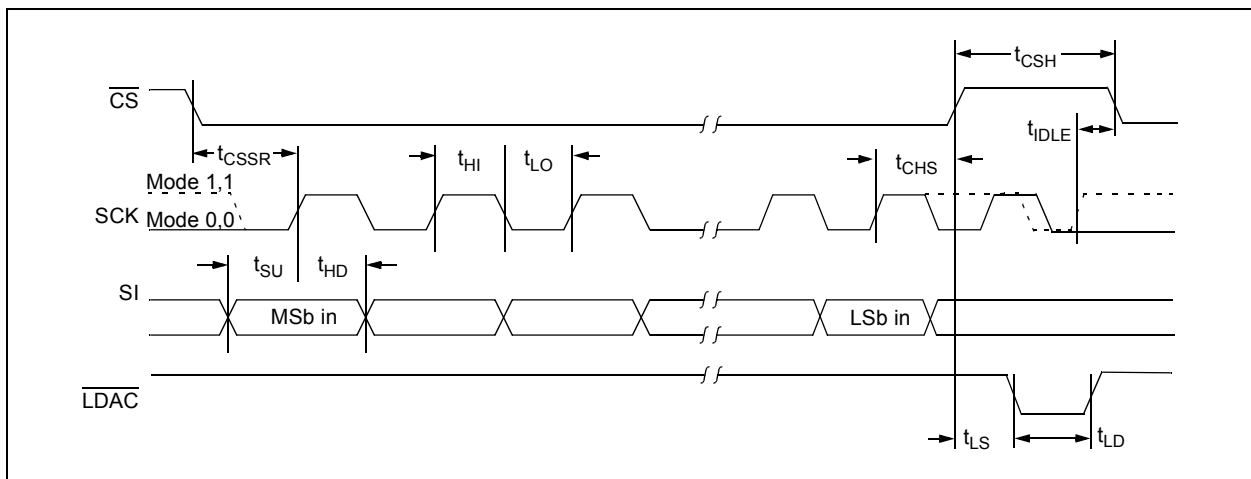 tCSH
CS
tIDLE
tCSSR
tHI
tLO
tCHS
Mode 1,1
SCK
Mode 0,0
tSU
tHD
SI
MSb in
LSb in
LDAC
tLS
tLD